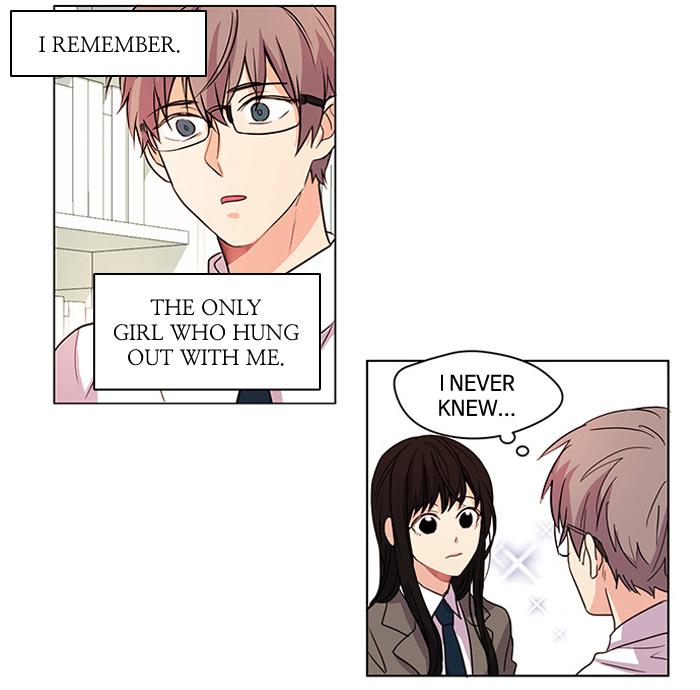 I REMEMBER.
THE ONLY
GIRL WHO HUNG
OUT WITH ME.
I NEVER
KNEW...